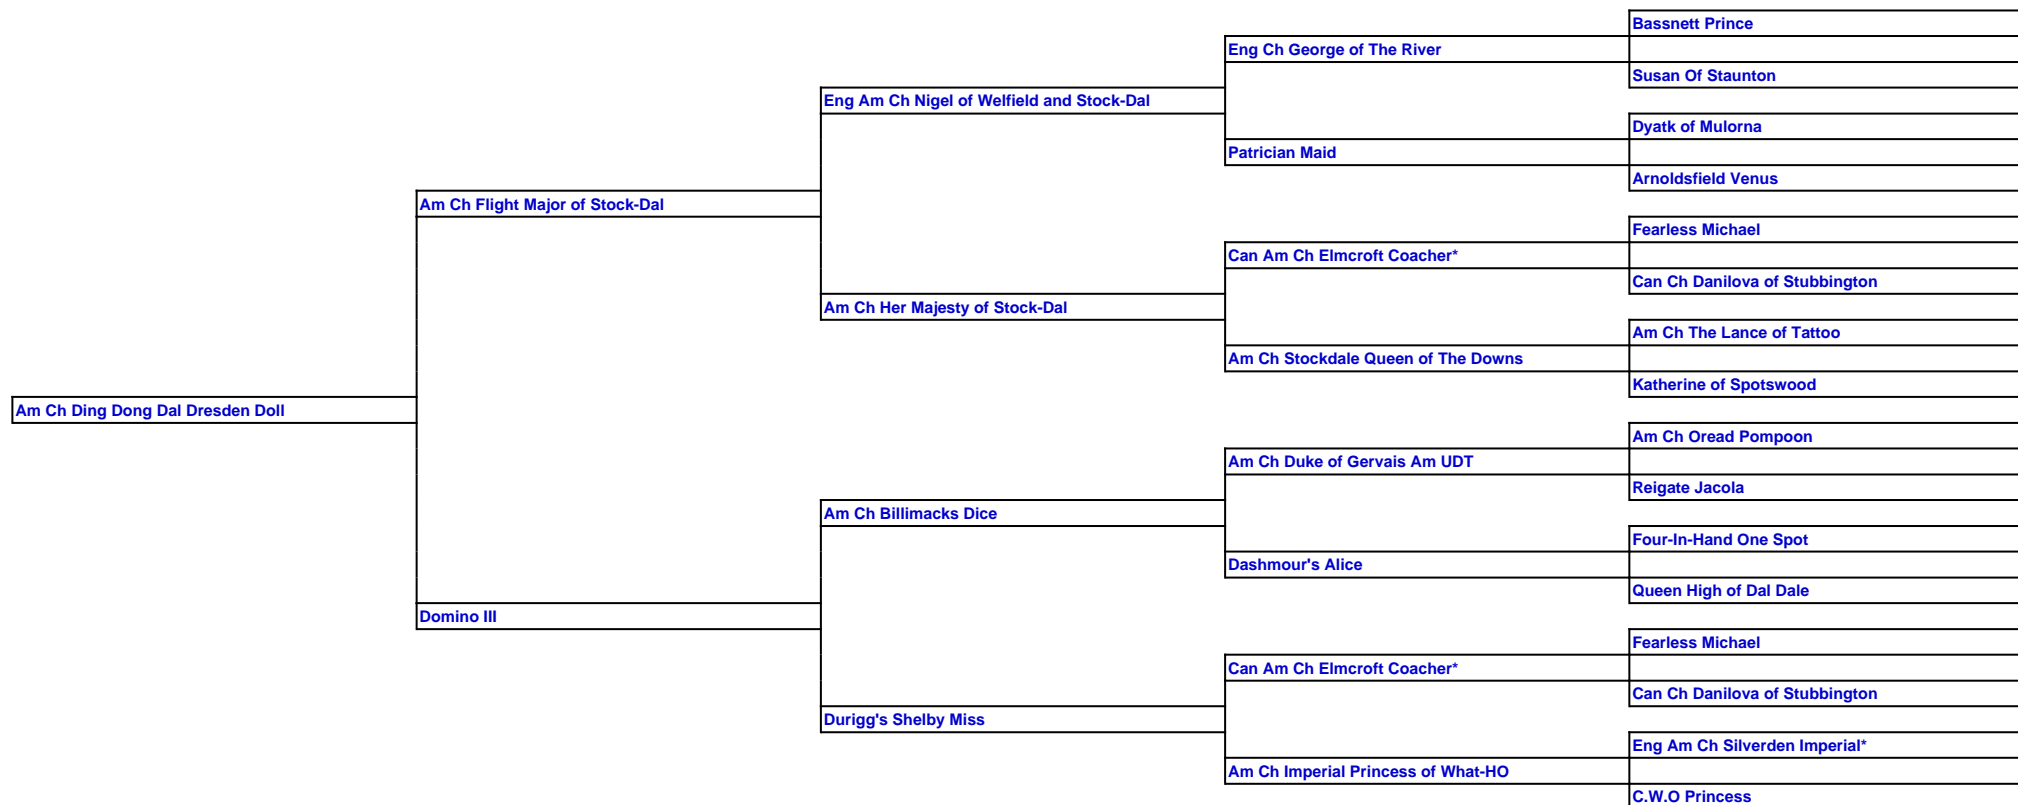 Bassnett Prince
Eng Ch George of The River
Susan Of Staunton
Eng Am Ch Nigel of Welfield and Stock-Dal
Dyatk of Mulorna
Patrician Maid
Arnoldsfield Venus
Am Ch Flight Major of Stock-Dal
Fearless Michael
Can Am Ch Elmcroft Coacher*
Can Ch Danilova of Stubbington
Am Ch Her Majesty of Stock-Dal
Am Ch The Lance of Tattoo
Am Ch Stockdale Queen of The Downs
Katherine of Spotswood
Am Ch Ding Dong Dal Dresden Doll
Am Ch Oread Pompoon
Am Ch Duke of Gervais Am UDT
Reigate Jacola
Am Ch Billimacks Dice
Four-In-Hand One Spot
Dashmour's Alice
Queen High of Dal Dale
Domino III
Fearless Michael
Can Am Ch Elmcroft Coacher*
Can Ch Danilova of Stubbington
Durigg's Shelby Miss
Eng Am Ch Silverden Imperial*
Am Ch Imperial Princess of What-HO
C.W.O Princess